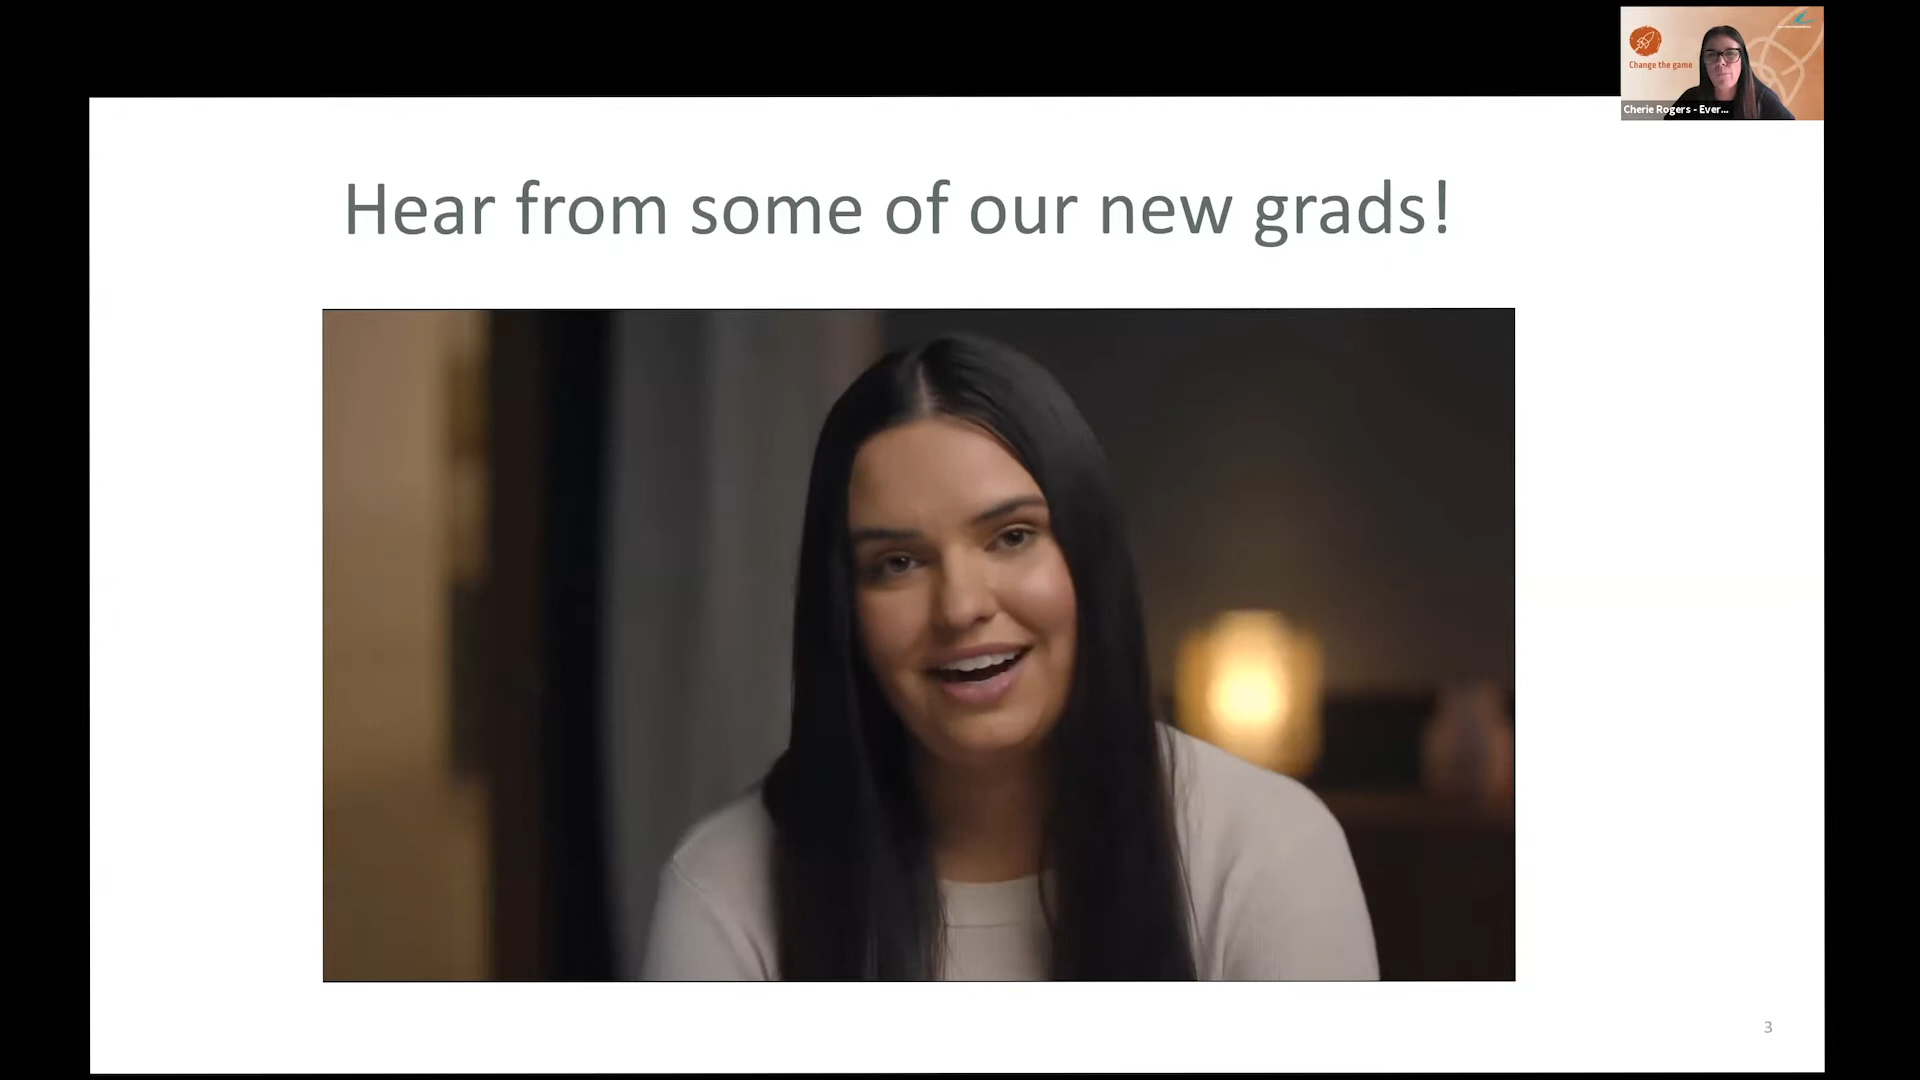 Change the game
Cherie Rogers - Ever...
Hear from some of our new grads!
3